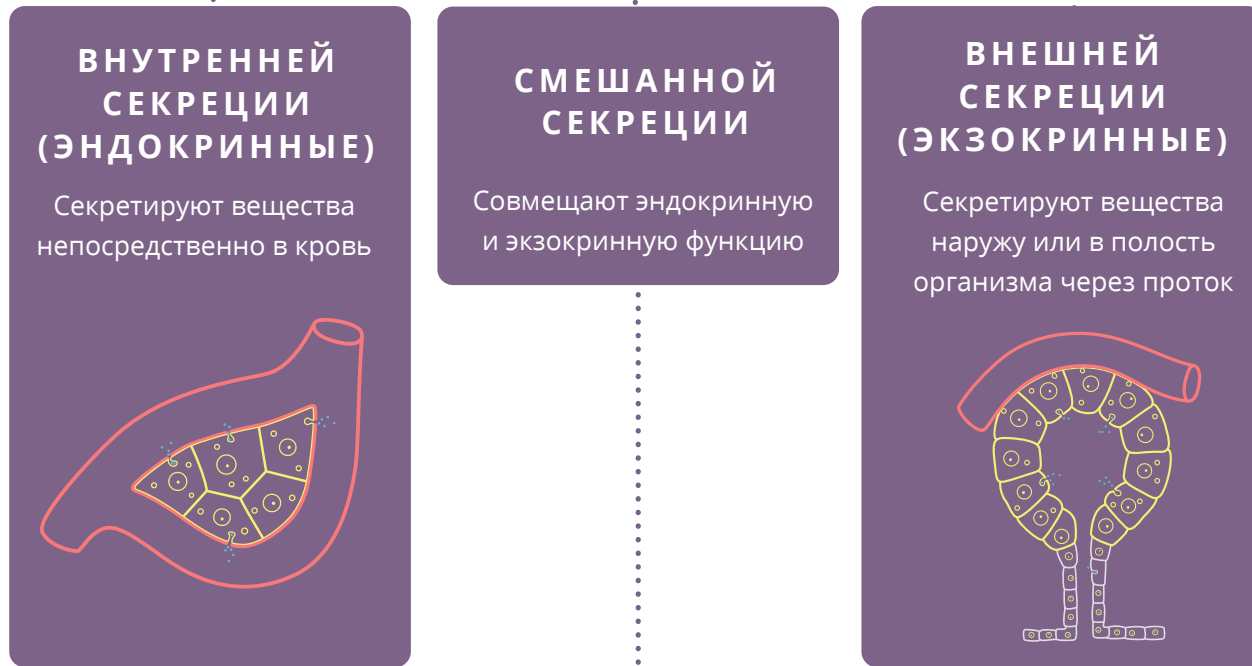 ВНУТРЕННЕЙ
СЕКРЕЦИИ
(ЭНДОКРИННЫЕ)
Секретируют вещества
непосредственно в кровь
СМЕШАННОЙ
СЕКРЕЦИИ
Совмещают эндокринную
и экзокринную функцию
ВНЕШНЕЙ
СЕКРЕЦИИ
(ЭКЗОКРИННЫЕ)
Секретируют вещества
наружу или в полость
организма через проток